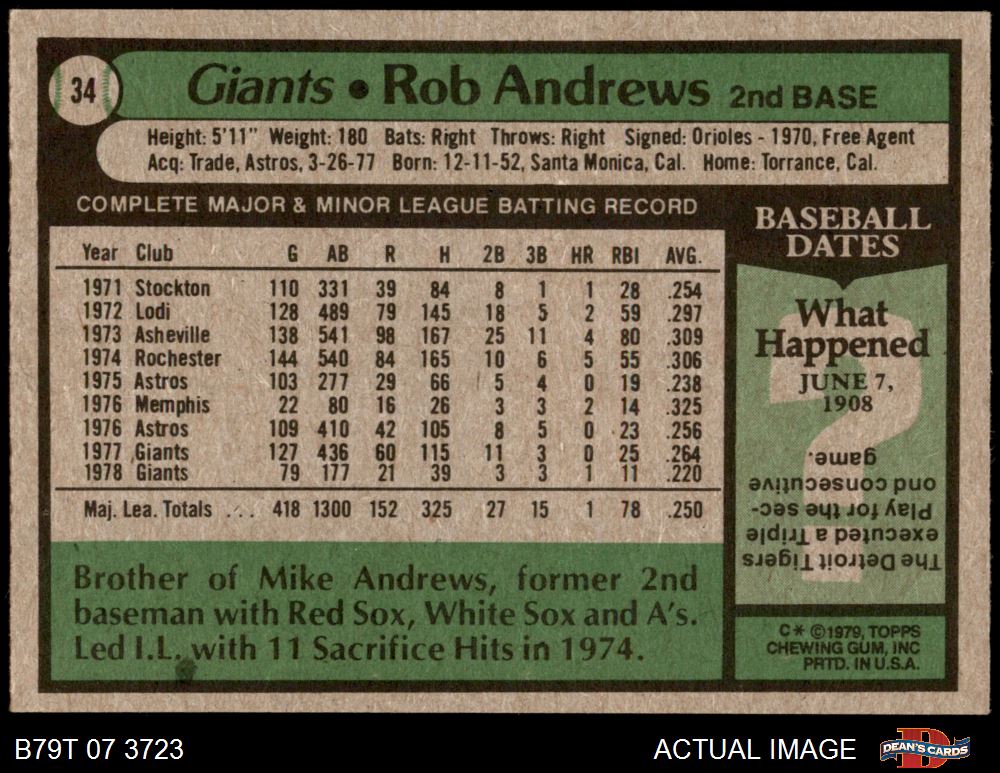 34
Giants • Rob Andrews 2nd BASE
Height: 5'11" Weight: 180 Bats: Right Throws: Right Signed: Orioles - 1970, Free Agent
Acq: Trade, Astros, 3-26-77 Born: 12-11-52, Santa Monica, Cal. Home: Torrance, Cal.
COMPLETE MAJOR & MINOR LEAGUE BATTING RECORD
Year Club G AB R H 2B 3B HR RBI AVG.
1971 Stockton 110 331 39 84 8 1 1 28 .254
1972 Lodi 128 489 79 145 18 5 2 59 .297
1973 Asheville 138 541 98 167 25 11 4 80 .309
1974 Rochester 144 540 84 165 10 6 5 55 .306
1975 Astros 103 277 29 66 5 4 0 19 .238
1976 Memphis 22 80 16 26 3 3 2 14 .325
1976 Astros 109 410 42 105 8 5 0 23 .256
1977 Giants 127 436 60 115 11 3 0 25 .264
1978 Giants 79 177 21 39 3 3 1 11 .220
Maj. Lea. Totals ... 418 1300 152 325 27 15 1 78 .250
Brother of Mike Andrews, former 2nd
baseman with Red Sox, White Sox and A's.
Led I.L. with 11 Sacrifice Hits in 1974.
BASEBALL
DATES
What
Happened
JUNE 7,
1908
?
The Detroit Tigers
executed a Triple
Play for the sec-
ond consecutive
game.
C* ©1979, TOPPS
CHEWING GUM, INC
PRTD. IN U.S.A.
B79T 07 3723
ACTUAL IMAGE
D
DEAN'S CARDS